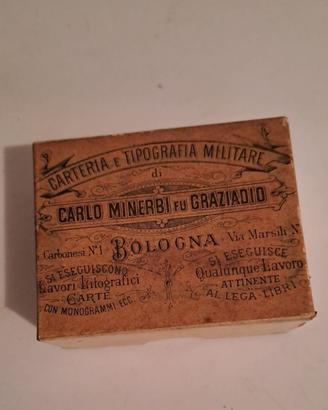 CARTERIA E TIPOGRAFIA MILITARE
di
CARLO MINERBI FU GRAZIADIO
Carbonesi N° 1 BOLOGNA Via Marsili N
SI ESEGUISCONO
Lavori Litografici
CARTE
CON MONOGRAMMI ECC.
SI ESEGUISCE
Qualunque Lavoro
ATTINENTE
AL LEGA LIBRI